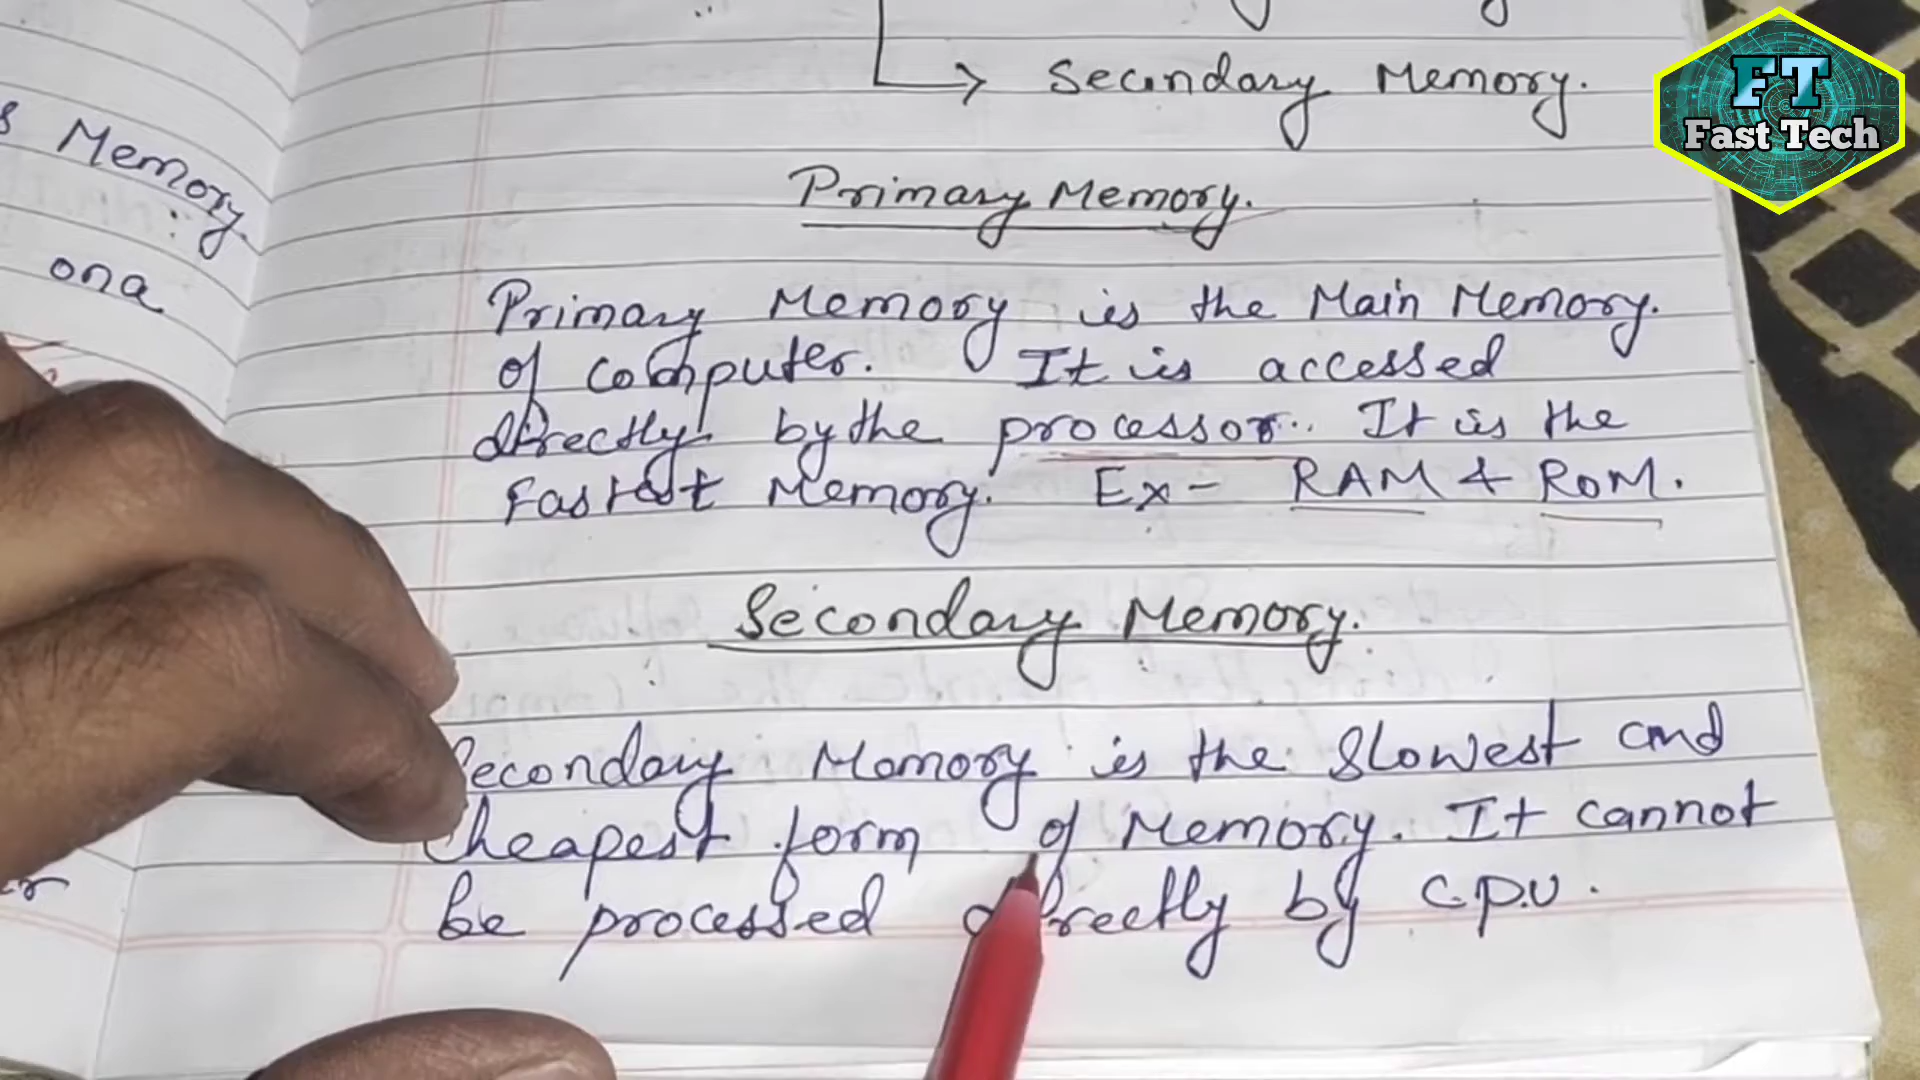 Secondary Memory.
FT
Fast Tech
Memory.
ona
Primary Memory.
Primary Memory is the Main Memory.
of computer. It is accessed
directly by the processor. It is the
Fastest Memory. Ex- RAM & ROM.
Secondary Memory.
Secondary Memory is the Slowest and
Cheapest form of Memory. It cannot
be processed directly by C.P.U.